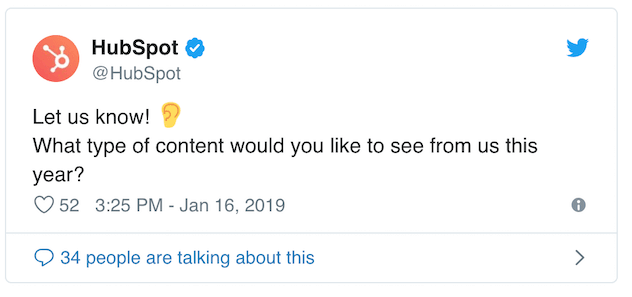 HubSpot
@HubSpot
Let us know! 👂
What type of content would you like to see from us this
year?
52 3:25 PM - Jan 16, 2019
34 people are talking about this